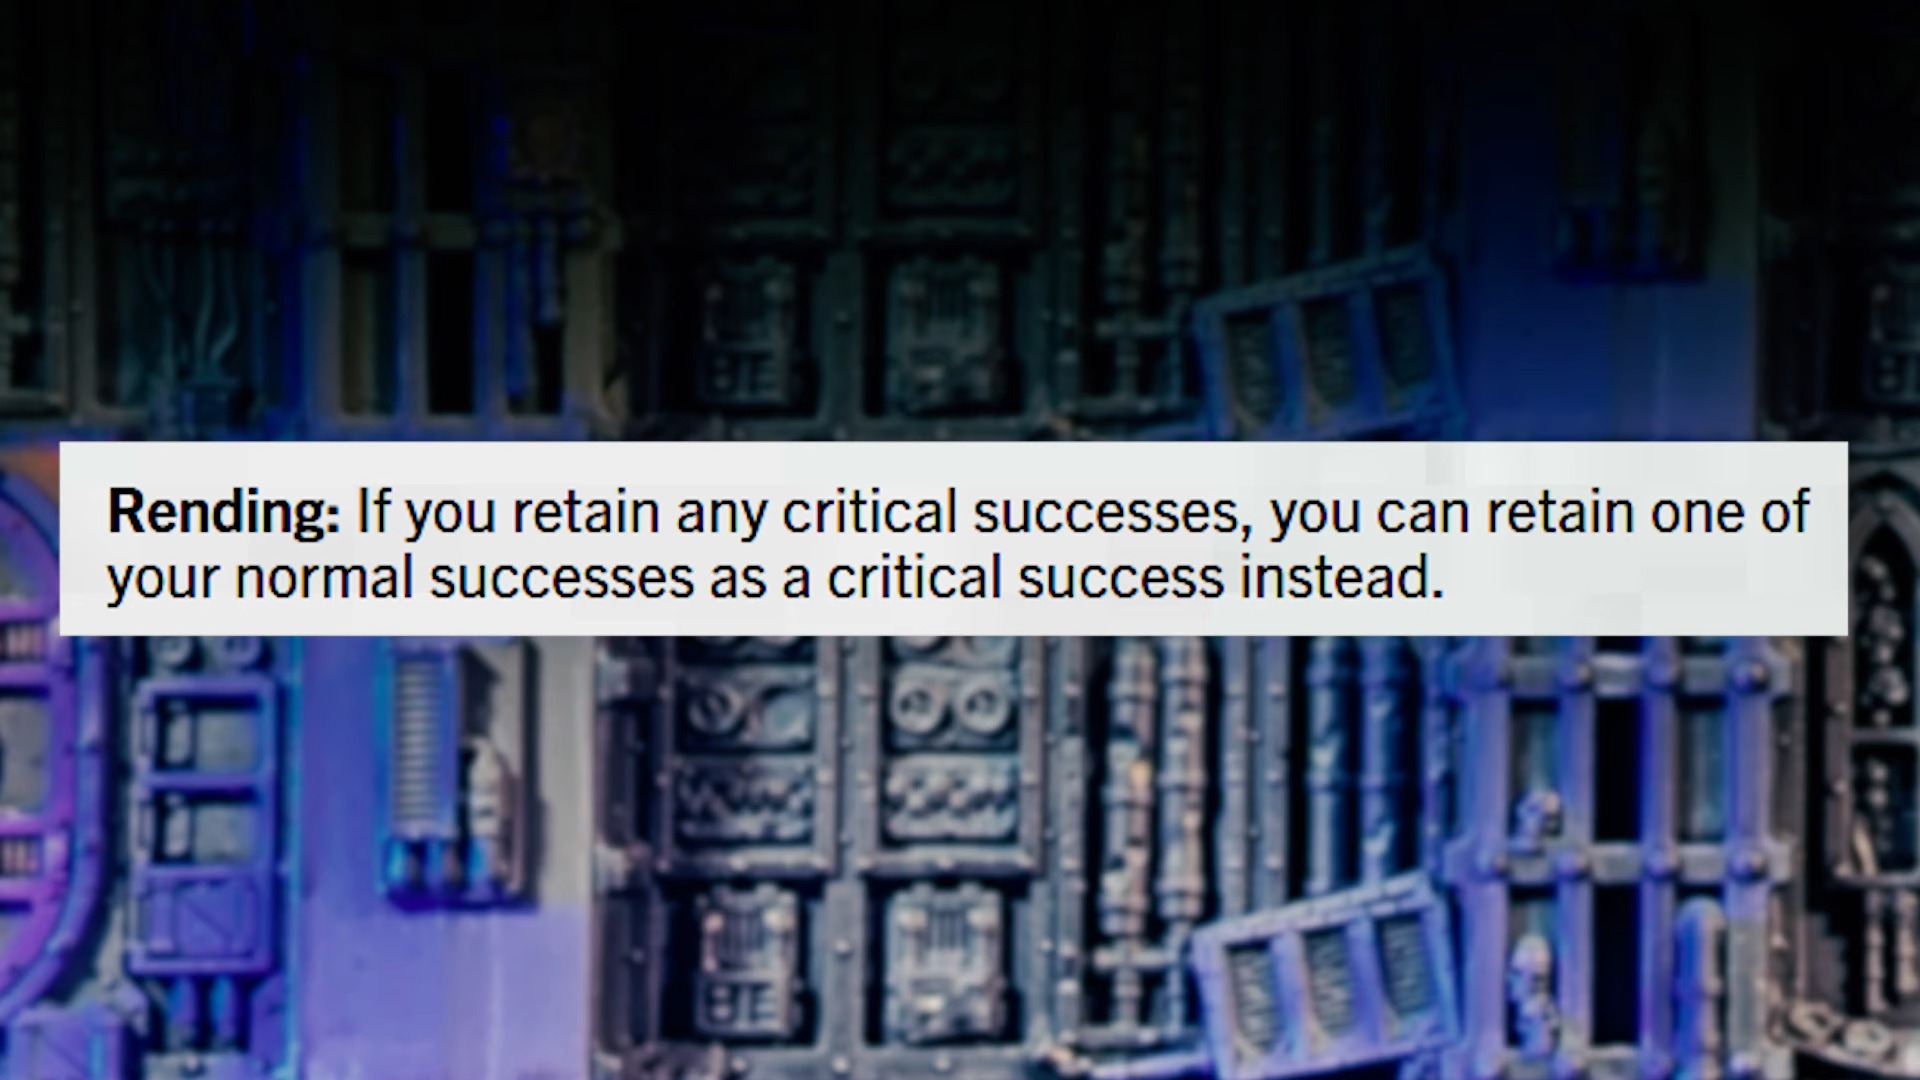 Rending: If you retain any critical successes, you can retain one of
your normal successes as a critical success instead.